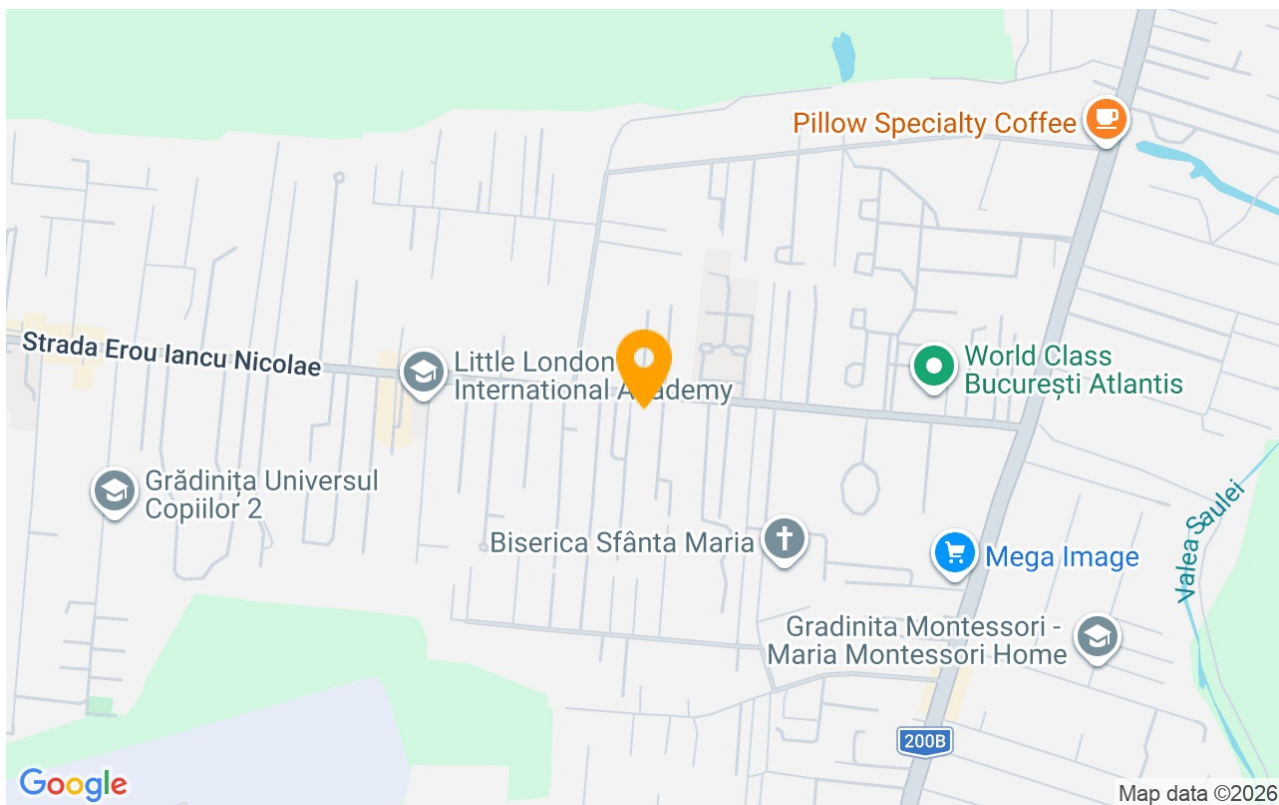 Pillow Specialty Coffee
Strada Erou Iancu Nicolae
Little London
International Academy
World Class
București Atlantis
Grădinița Universul
Copiilor 2
Biserica Sfânta Maria
Mega Image
Valea Saulei
Gradinita Montessori -
Maria Montessori Home
200B
Google
Map data ©2026